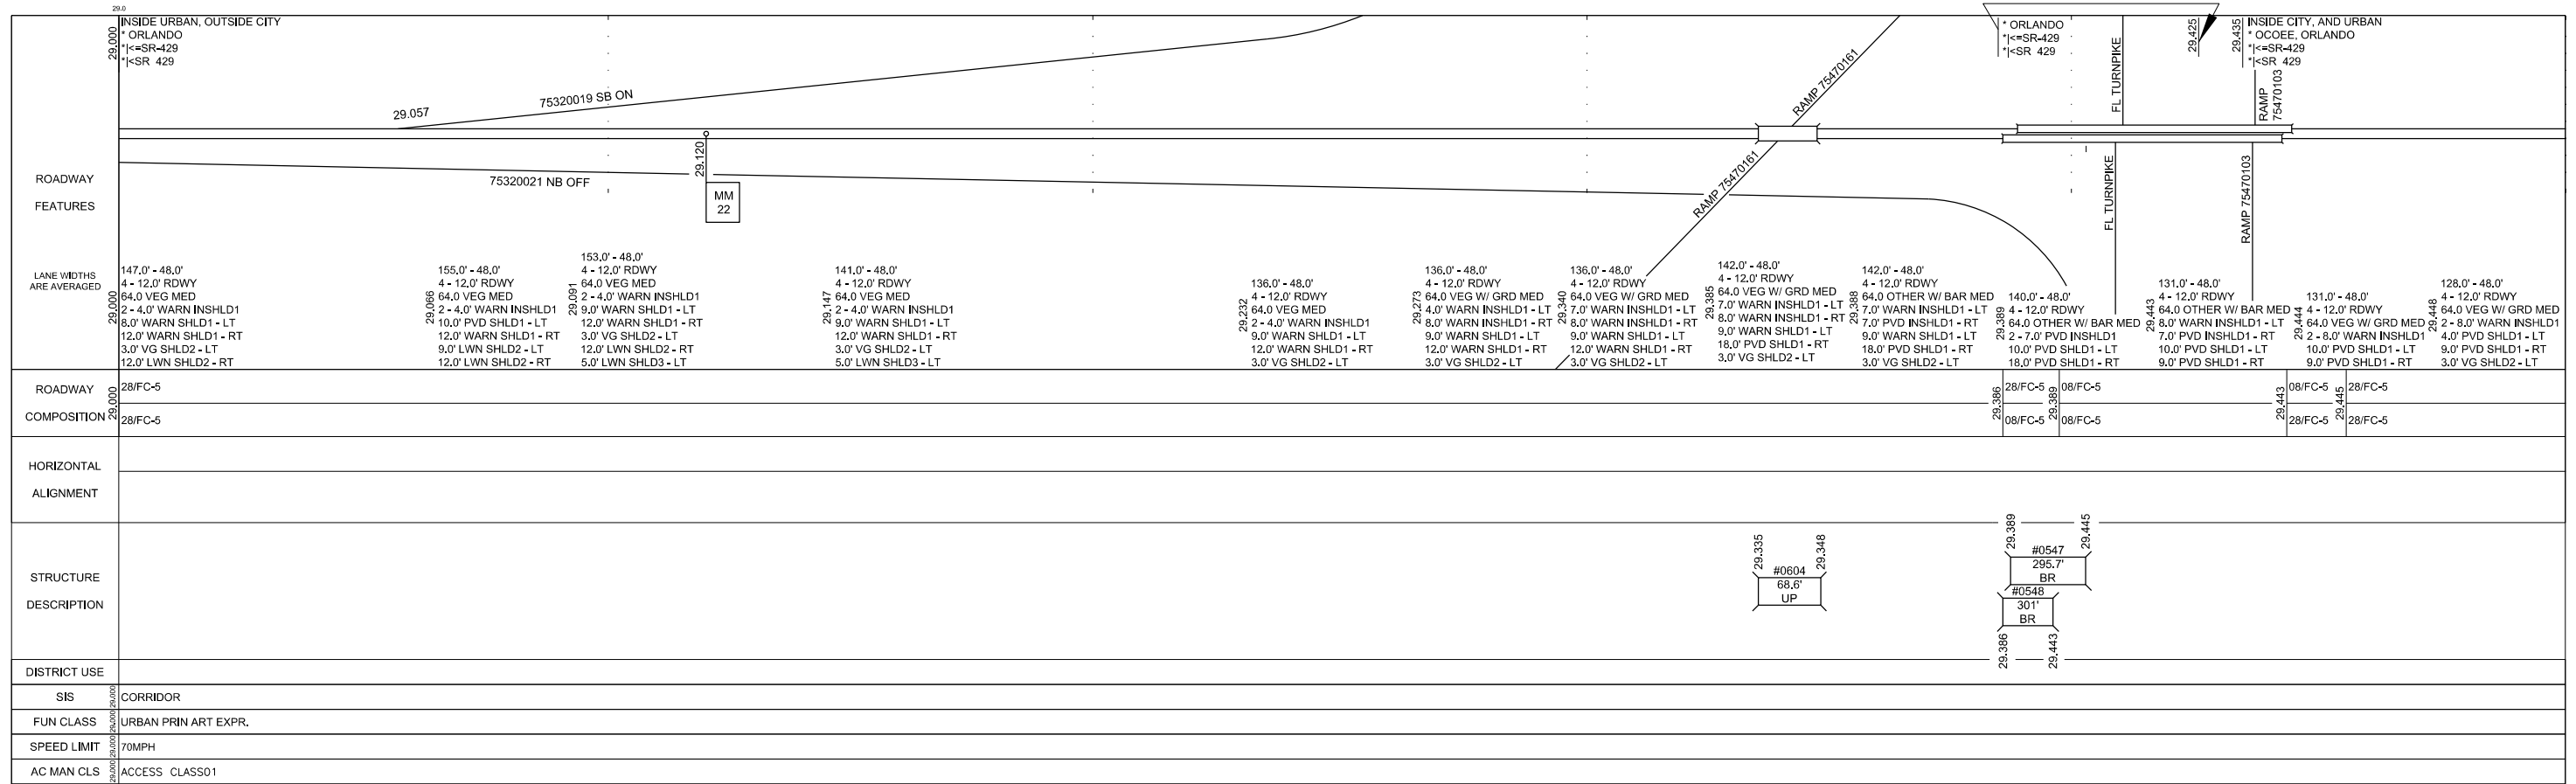 29.0
29.000
INSIDE URBAN, OUTSIDE CITY
* ORLANDO
*|<=SR-429
*|<SR 429
* ORLANDO
*|<=SR-429
*|<SR 429
FL TURNPIKE
29.425
29.435
INSIDE CITY, AND URBAN
* OCOEE, ORLANDO
*|<=SR-429
*|<SR 429
RAMP
75470103
29.057
75320019 SB ON
RAMP 75470161
ROADWAY
FEATURES
75320021 NB OFF
29.120
MM
22
RAMP 75470161
FL TURNPIKE
RAMP 75470103
LANE WIDTHS
ARE AVERAGED
29.000
147.0' - 48.0'
4 - 12.0' RDWY
64.0 VEG MED
2 - 4.0' WARN INSHLD1
8.0' WARN SHLD1 - LT
12.0' WARN SHLD1 - RT
3.0' VG SHLD2 - LT
12.0' LWN SHLD2 - RT
29.066
155.0' - 48.0'
4 - 12.0' RDWY
64.0 VEG MED
2 - 4.0' WARN INSHLD1
10.0' PVD SHLD1 - LT
12.0' WARN SHLD1 - RT
9.0' LWN SHLD2 - LT
12.0' LWN SHLD2 - RT
29.091
153.0' - 48.0'
4 - 12.0' RDWY
64.0 VEG MED
2 - 4.0' WARN INSHLD1
9.0' WARN SHLD1 - LT
12.0' WARN SHLD1 - RT
3.0' VG SHLD2 - LT
12.0' LWN SHLD2 - RT
5.0' LWN SHLD3 - LT
29.147
141.0' - 48.0'
4 - 12.0' RDWY
64.0 VEG MED
2 - 4.0' WARN INSHLD1
9.0' WARN SHLD1 - LT
12.0' WARN SHLD1 - RT
3.0' VG SHLD2 - LT
5.0' LWN SHLD3 - LT
29.232
136.0' - 48.0'
4 - 12.0' RDWY
64.0 VEG MED
2 - 4.0' WARN INSHLD1
9.0' WARN SHLD1 - LT
12.0' WARN SHLD1 - RT
3.0' VG SHLD2 - LT
29.273
136.0' - 48.0'
4 - 12.0' RDWY
64.0 VEG W/ GRD MED
4.0' WARN INSHLD1 - LT
8.0' WARN INSHLD1 - RT
9.0' WARN SHLD1 - LT
12.0' WARN SHLD1 - RT
3.0' VG SHLD2 - LT
29.340
136.0' - 48.0'
4 - 12.0' RDWY
64.0 VEG W/ GRD MED
7.0' WARN INSHLD1 - LT
8.0' WARN INSHLD1 - RT
9.0' WARN SHLD1 - LT
12.0' WARN SHLD1 - RT
3.0' VG SHLD2 - LT
29.385
142.0' - 48.0'
4 - 12.0' RDWY
64.0 VEG W/ GRD MED
7.0' WARN INSHLD1 - LT
8.0' WARN INSHLD1 - RT
9.0' WARN SHLD1 - LT
18.0' PVD SHLD1 - RT
3.0' VG SHLD2 - LT
29.388
142.0' - 48.0'
4 - 12.0' RDWY
64.0 OTHER W/ BAR MED
7.0' WARN INSHLD1 - LT
7.0' PVD INSHLD1 - RT
9.0' WARN SHLD1 - LT
18.0' PVD SHLD1 - RT
3.0' VG SHLD2 - LT
29.389
140.0' - 48.0'
4 - 12.0' RDWY
64.0 OTHER W/ BAR MED
2 - 7.0' PVD INSHLD1
10.0' PVD SHLD1 - LT
18.0' PVD SHLD1 - RT
29.443
131.0' - 48.0'
4 - 12.0' RDWY
64.0 OTHER W/ BAR MED
8.0' WARN INSHLD1 - LT
7.0' PVD INSHLD1 - RT
10.0' PVD SHLD1 - LT
9.0' PVD SHLD1 - RT
29.444
131.0' - 48.0'
4 - 12.0' RDWY
64.0 VEG W/ GRD MED
2 - 8.0' WARN INSHLD1
10.0' PVD SHLD1 - LT
9.0' PVD SHLD1 - RT
29.448
128.0' - 48.0'
4 - 12.0' RDWY
64.0 VEG W/ GRD MED
2 - 8.0' WARN INSHLD1
4.0' PVD SHLD1 - LT
9.0' PVD SHLD1 - RT
3.0' VG SHLD2 - LT
ROADWAY
COMPOSITION
29.000
28/FC-5
28/FC-5
29.386
28/FC-5
08/FC-5
29.389
08/FC-5
08/FC-5
29.443
08/FC-5
28/FC-5
29.445
28/FC-5
28/FC-5
HORIZONTAL
ALIGNMENT
STRUCTURE
DESCRIPTION
29.335
29.348
#0604
68.6'
UP
29.389
29.445
#0547
295.7'
BR
#0548
301'
BR
29.386
29.443
DISTRICT USE
SIS
29.000
CORRIDOR
FUN CLASS
29.000
URBAN PRIN ART EXPR.
SPEED LIMIT
29.000
70MPH
AC MAN CLS
29.000
ACCESS CLASS01